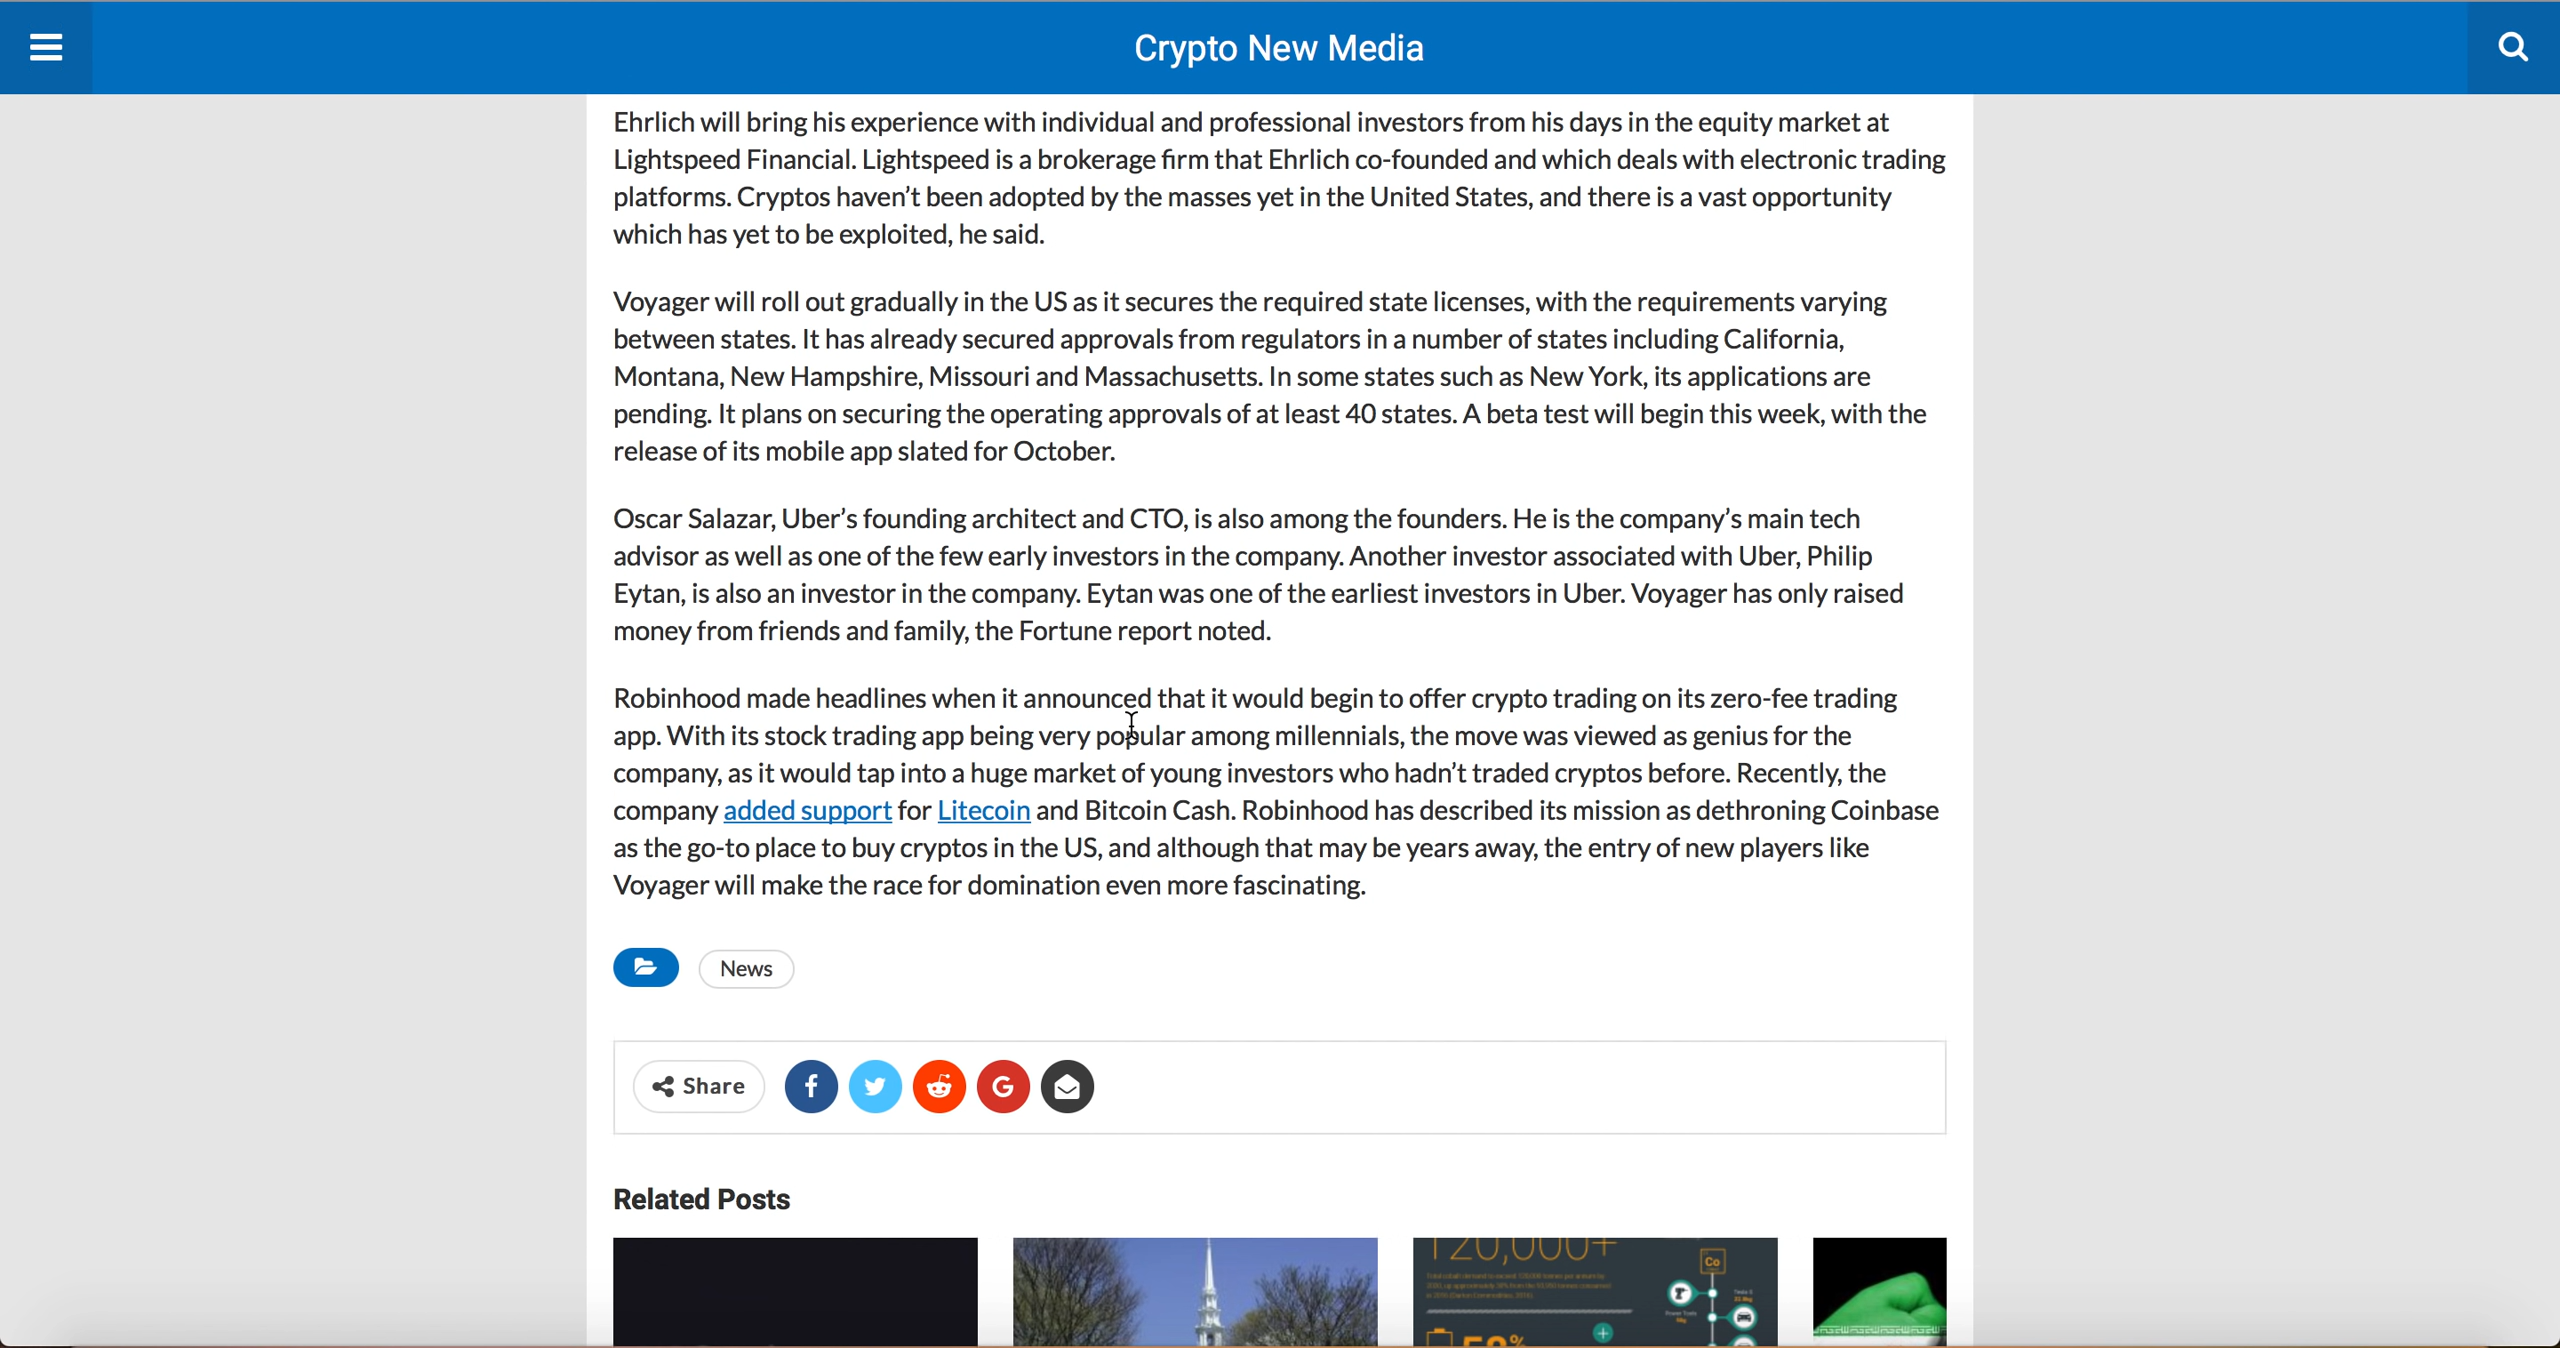 Crypto New Media
Ehrlich will bring his experience with individual and professional investors from his days in the equity market at
Lightspeed Financial. Lightspeed is a brokerage firm that Ehrlich co-founded and which deals with electronic trading
platforms. Cryptos haven’t been adopted by the masses yet in the United States, and there is a vast opportunity
which has yet to be exploited, he said.
Voyager will roll out gradually in the US as it secures the required state licenses, with the requirements varying
between states. It has already secured approvals from regulators in a number of states including California,
Montana, New Hampshire, Missouri and Massachusetts. In some states such as New York, its applications are
pending. It plans on securing the operating approvals of at least 40 states. A beta test will begin this week, with the
release of its mobile app slated for October.
Oscar Salazar, Uber’s founding architect and CTO, is also among the founders. He is the company’s main tech
advisor as well as one of the few early investors in the company. Another investor associated with Uber, Philip
Eytan, is also an investor in the company. Eytan was one of the earliest investors in Uber. Voyager has only raised
money from friends and family, the Fortune report noted.
Robinhood made headlines when it announced that it would begin to offer crypto trading on its zero-fee trading
app. With its stock trading app being very popular among millennials, the move was viewed as genius for the
company, as it would tap into a huge market of young investors who hadn’t traded cryptos before. Recently, the
company added support for Litecoin and Bitcoin Cash. Robinhood has described its mission as dethroning Coinbase
as the go-to place to buy cryptos in the US, and although that may be years away, the entry of new players like
Voyager will make the race for domination even more fascinating.
News
Share
Related Posts
120,000+
Co